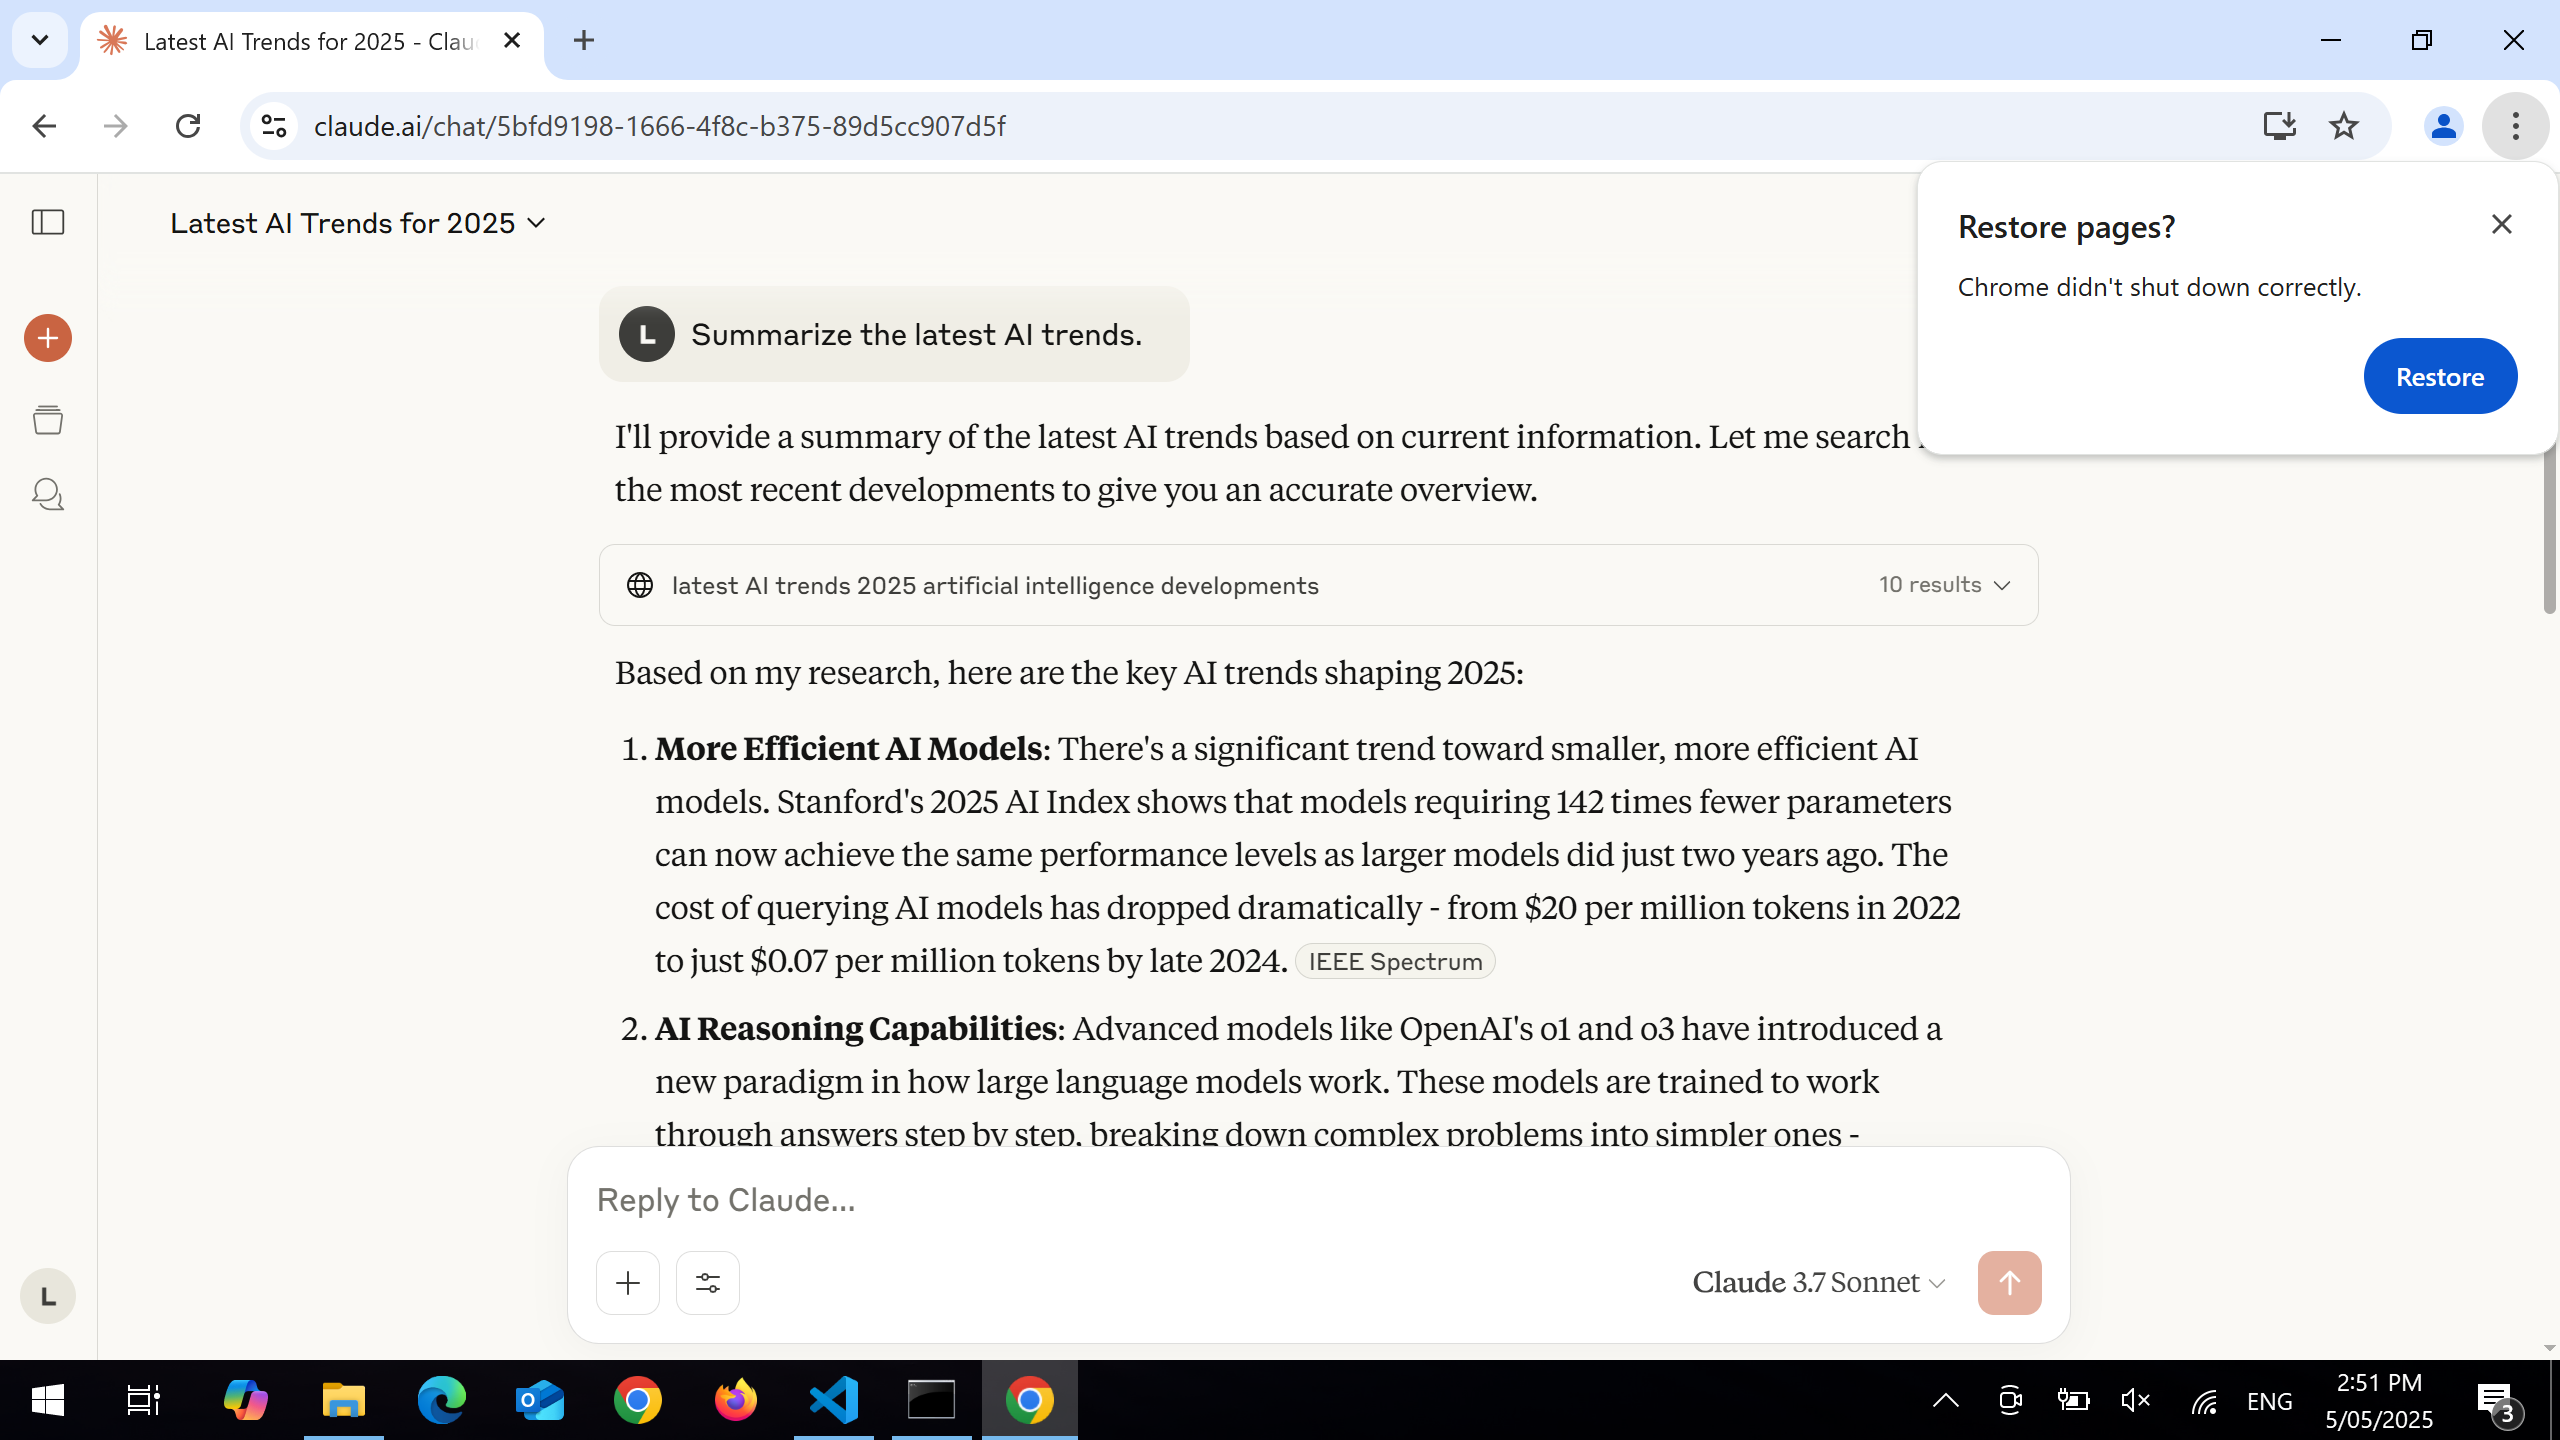 Latest AI Trends for 2025 - Clau
claude.ai/chat/5bfd9198-1666-4f8c-b375-89d5cc907d5f
Restore pages?
Chrome didn't shut down correctly.
Restore
Latest AI Trends for 2025
L
Summarize the latest AI trends.
I'll provide a summary of the latest AI trends based on current information. Let me search
the most recent developments to give you an accurate overview.
latest AI trends 2025 artificial intelligence developments
10 results
Based on my research, here are the key AI trends shaping 2025:
1. More Efficient AI Models: There's a significant trend toward smaller, more efficient AI
models. Stanford's 2025 AI Index shows that models requiring 142 times fewer parameters
can now achieve the same performance levels as larger models did just two years ago. The
cost of querying AI models has dropped dramatically - from $20 per million tokens in 2022
to just $0.07 per million tokens by late 2024. IEEE Spectrum
2. AI Reasoning Capabilities: Advanced models like OpenAI's o1 and o3 have introduced a
new paradigm in how large language models work. These models are trained to work
through answers step by step, breaking down complex problems into simpler ones -
Reply to Claude...
Claude 3.7 Sonnet
L
ENG
2:51 PM
5/05/2025
3